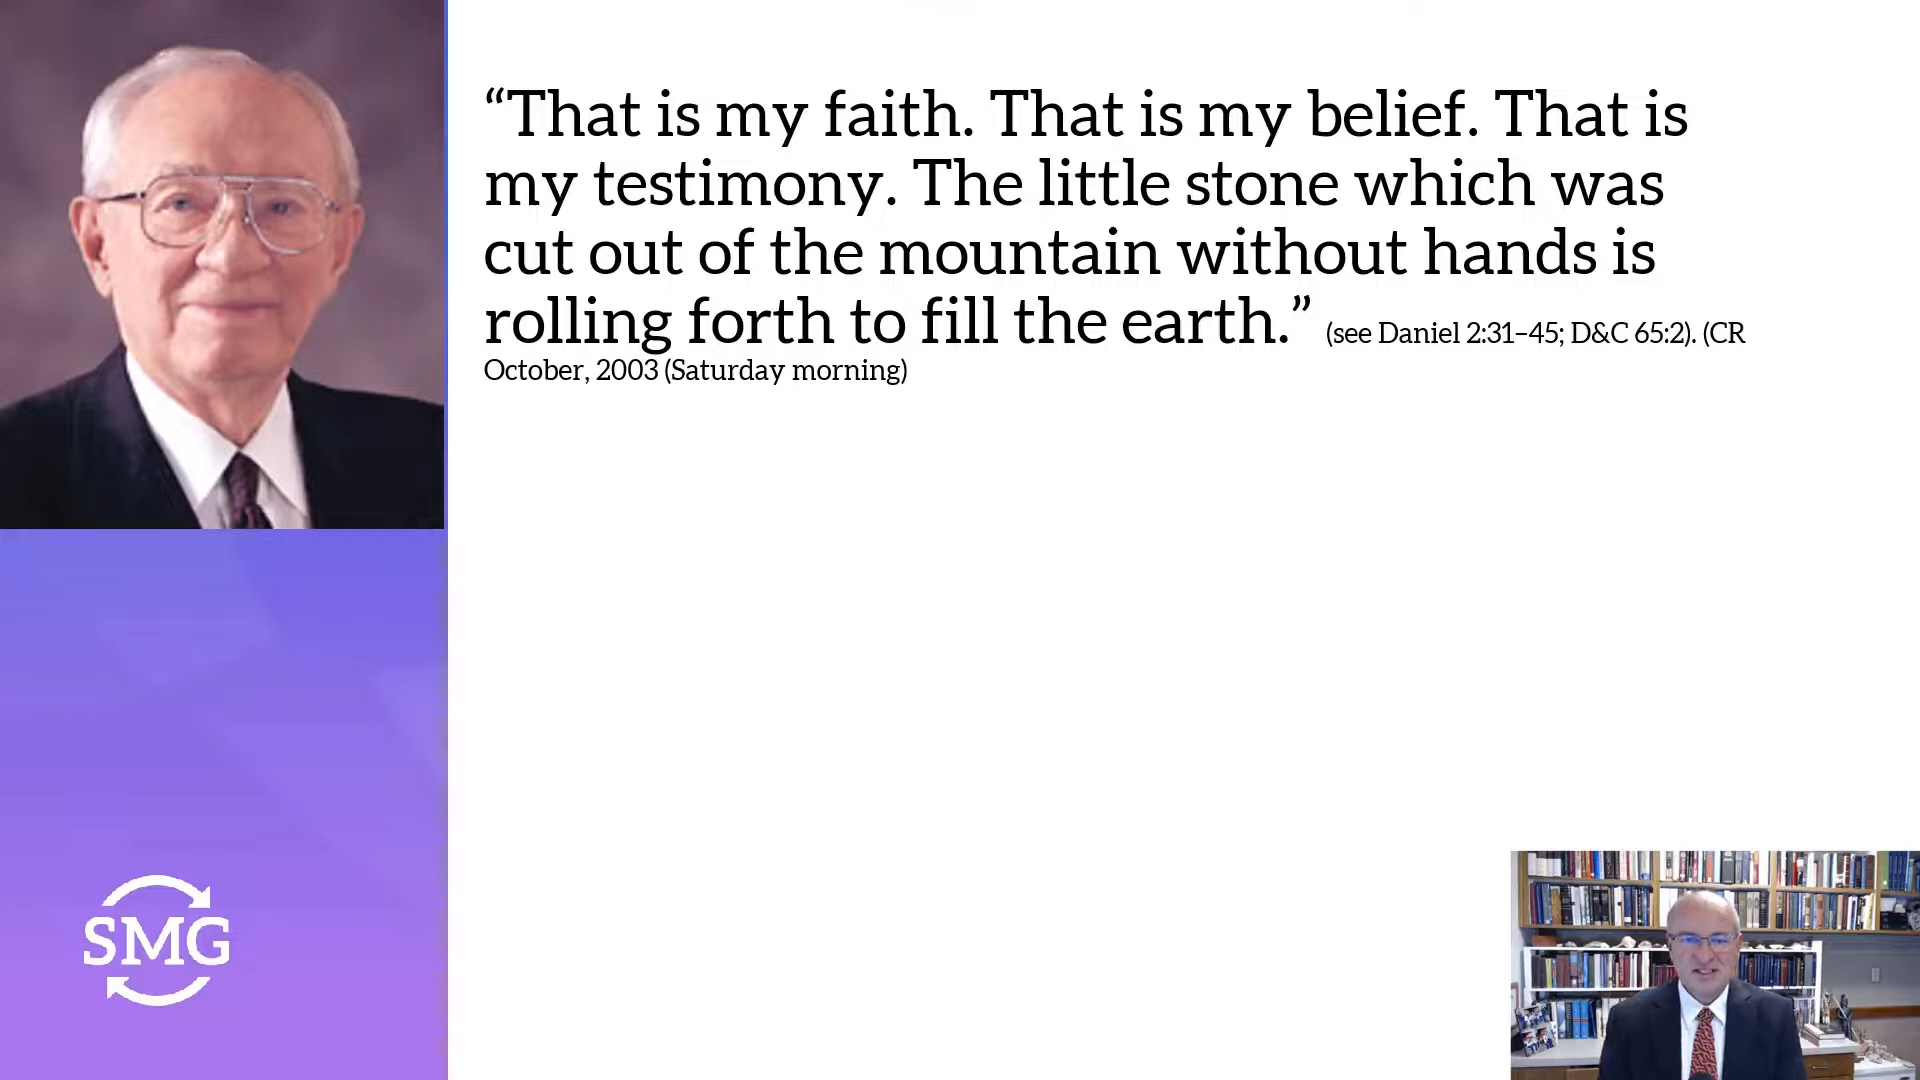 “That is my faith. That is my belief. That is
my testimony. The little stone which was
cut out of the mountain without hands is
rolling forth to fill the earth.” (see Daniel 2:31–45; D&C 65:2). (CR
October, 2003 (Saturday morning)
SMG